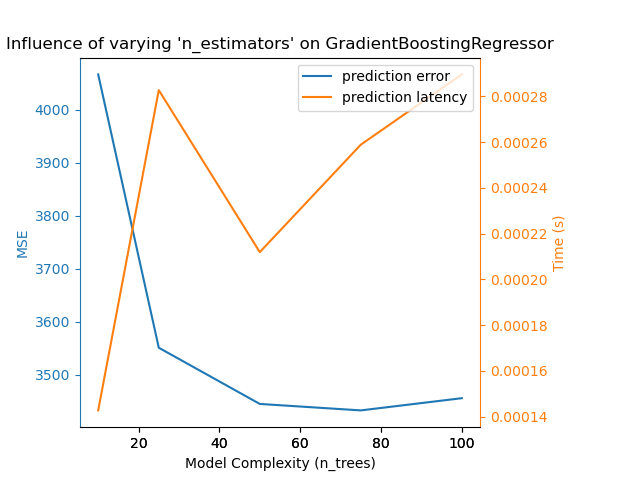 Influence of varying 'n_estimators' on GradientBoostingRegressor
prediction error
prediction latency
4000
3900
3800
3700
3600
3500
MSE
0.00028
0.00026
0.00024
0.00022
0.00020
0.00018
0.00016
0.00014
Time (s)
20 40 60 80 100
Model Complexity (n_trees)